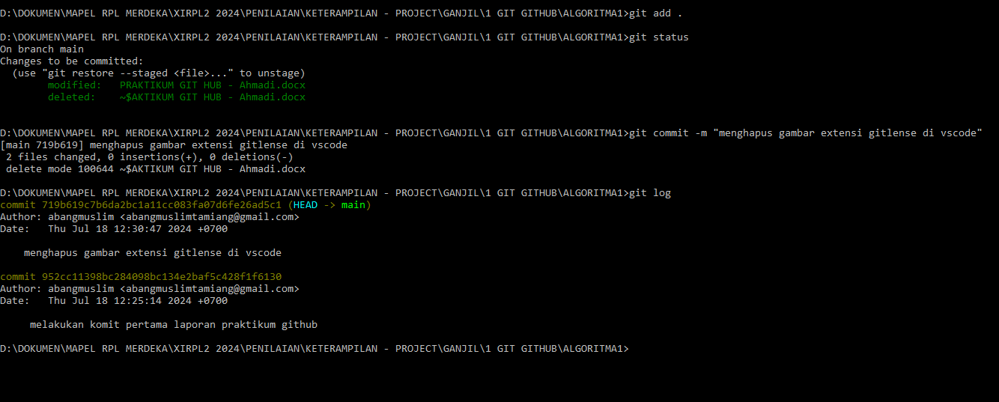 D:\DOKUMEN\MAPEL RPL MERDEKA\XIRPL2 2024\PENILAIAN\KETERAMPILAN - PROJECT\GANJIL\1 GIT GITHUB\ALGORITMA1>git add .
D:\DOKUMEN\MAPEL RPL MERDEKA\XIRPL2 2024\PENILAIAN\KETERAMPILAN - PROJECT\GANJIL\1 GIT GITHUB\ALGORITMA1>git status
On branch main
Changes to be committed:
  (use "git restore --staged <file>..." to unstage)
        modified:   PRAKTIKUM GIT HUB - Ahmadi.docx
        deleted:    ~$AKTIKUM GIT HUB - Ahmadi.docx
D:\DOKUMEN\MAPEL RPL MERDEKA\XIRPL2 2024\PENILAIAN\KETERAMPILAN - PROJECT\GANJIL\1 GIT GITHUB\ALGORITMA1>git commit -m "menghapus gambar extensi gitlense di vscode"
[main 719b619] menghapus gambar extensi gitlense di vscode
 2 files changed, 0 insertions(+), 0 deletions(-)
 delete mode 100644 ~$AKTIKUM GIT HUB - Ahmadi.docx
D:\DOKUMEN\MAPEL RPL MERDEKA\XIRPL2 2024\PENILAIAN\KETERAMPILAN - PROJECT\GANJIL\1 GIT GITHUB\ALGORITMA1>git log
commit 719b619c7b6da2bc1a11cc083fa07d6fe26ad5c1 (HEAD -> main)
Author: abangmuslim <abangmuslimtamiang@gmail.com>
Date:   Thu Jul 18 12:30:47 2024 +0700
    menghapus gambar extensi gitlense di vscode
commit 952cc11398bc284098bc134e2baf5c428f1f6130
Author: abangmuslim <abangmuslimtamiang@gmail.com>
Date:   Thu Jul 18 12:25:14 2024 +0700
     melakukan komit pertama laporan praktikum github
D:\DOKUMEN\MAPEL RPL MERDEKA\XIRPL2 2024\PENILAIAN\KETERAMPILAN - PROJECT\GANJIL\1 GIT GITHUB\ALGORITMA1>